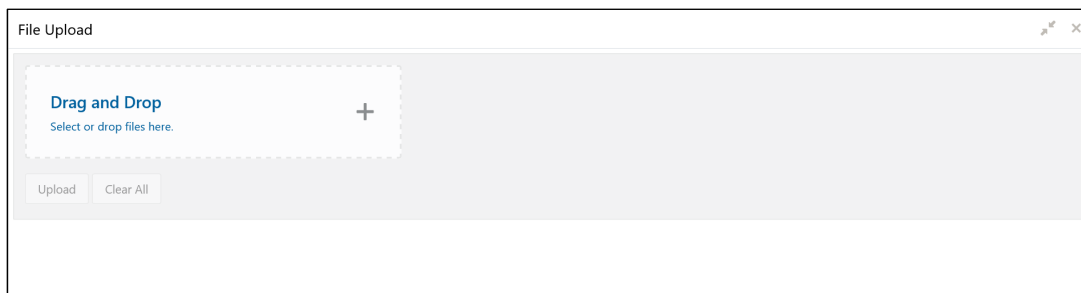 File Upload
Drag and Drop
Select or drop files here.
Upload
Clear All